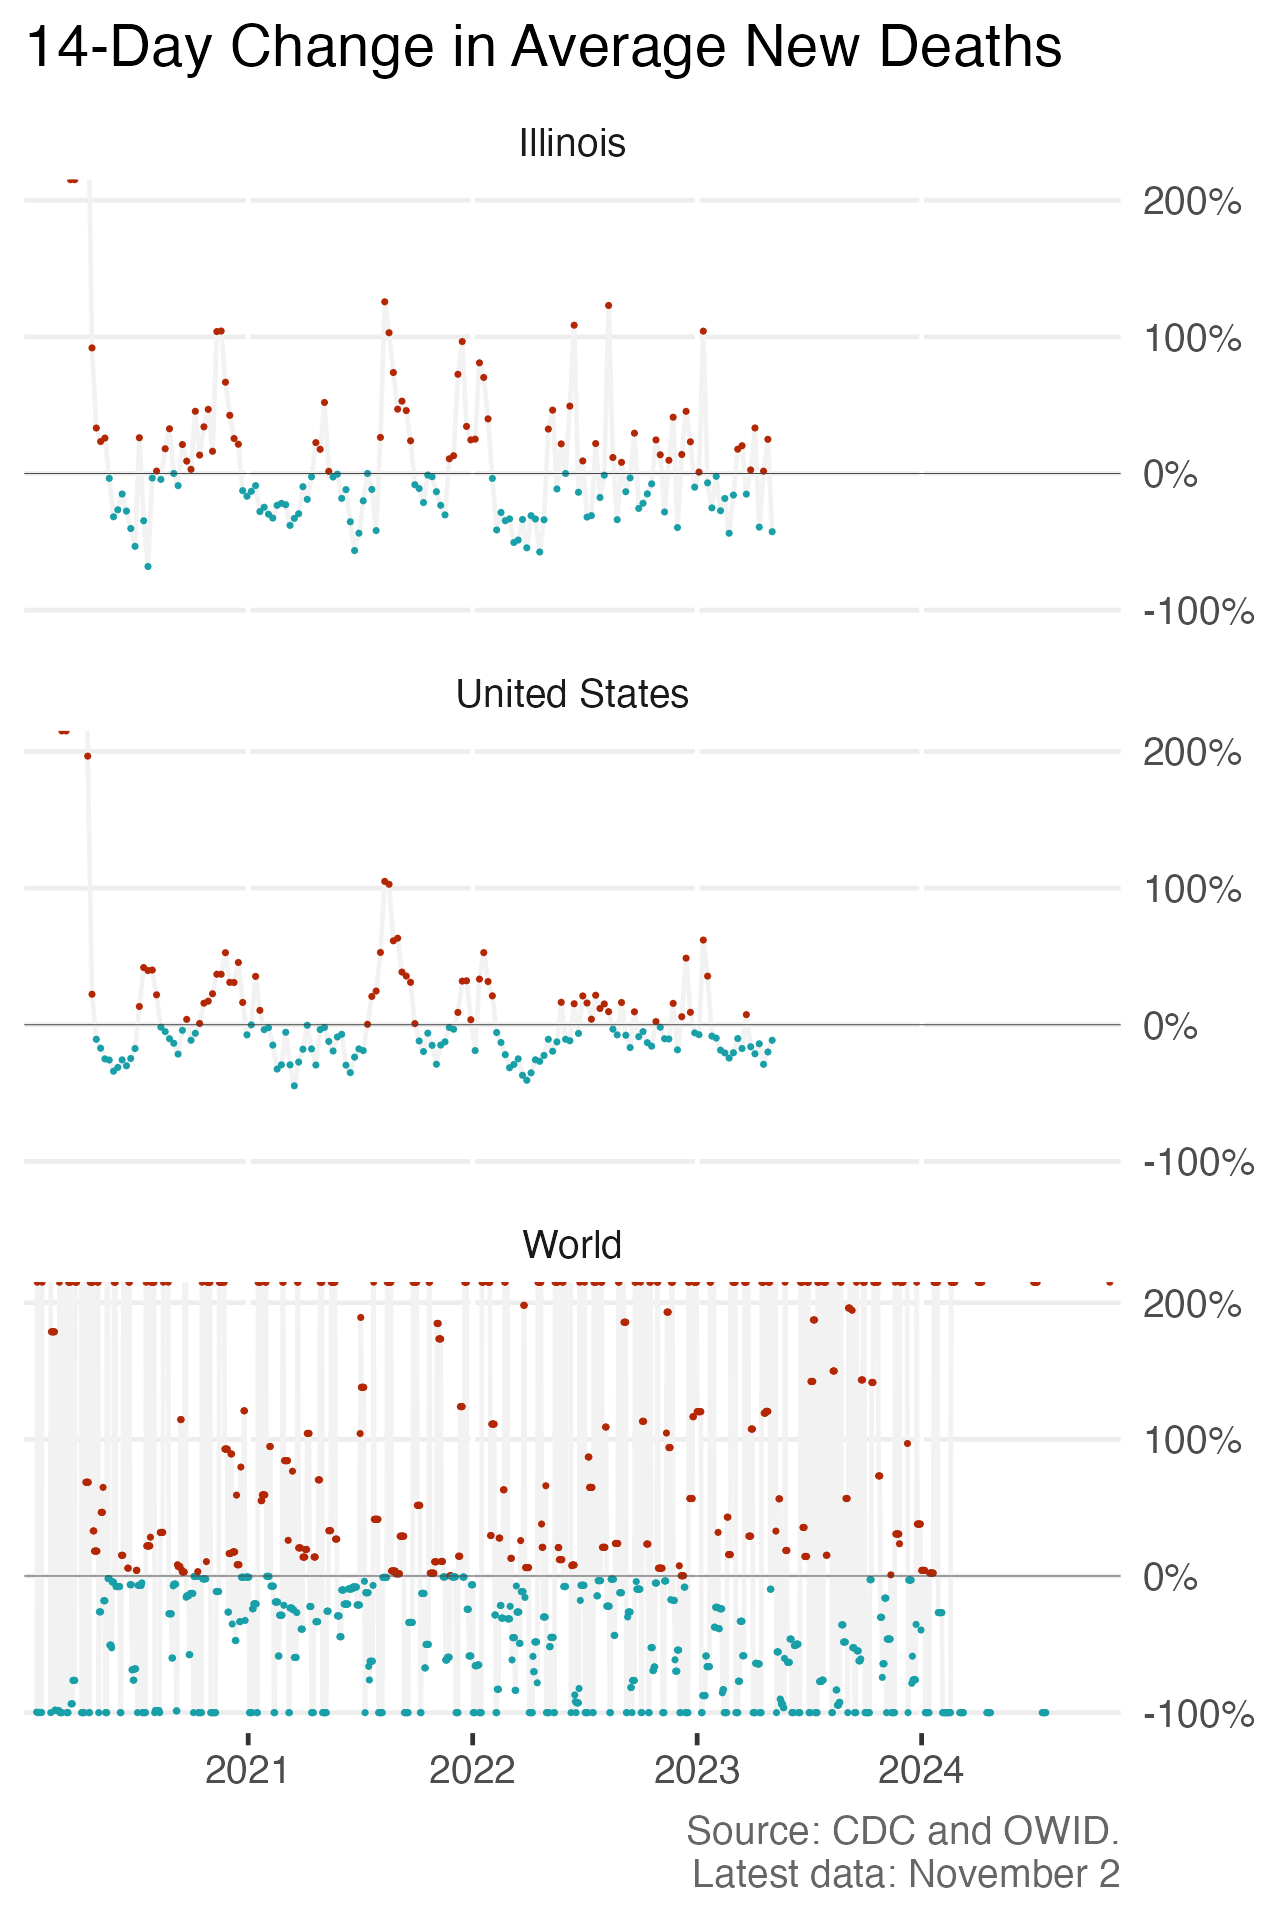 14-Day Change in Average New Deaths
Illinois
200%
100%
0%
-100%
United States
200%
100%
0%
-100%
World
200%
100%
0%
-100%
2021
2022
2023
2024
Source: CDC and OWID.
Latest data: November 2